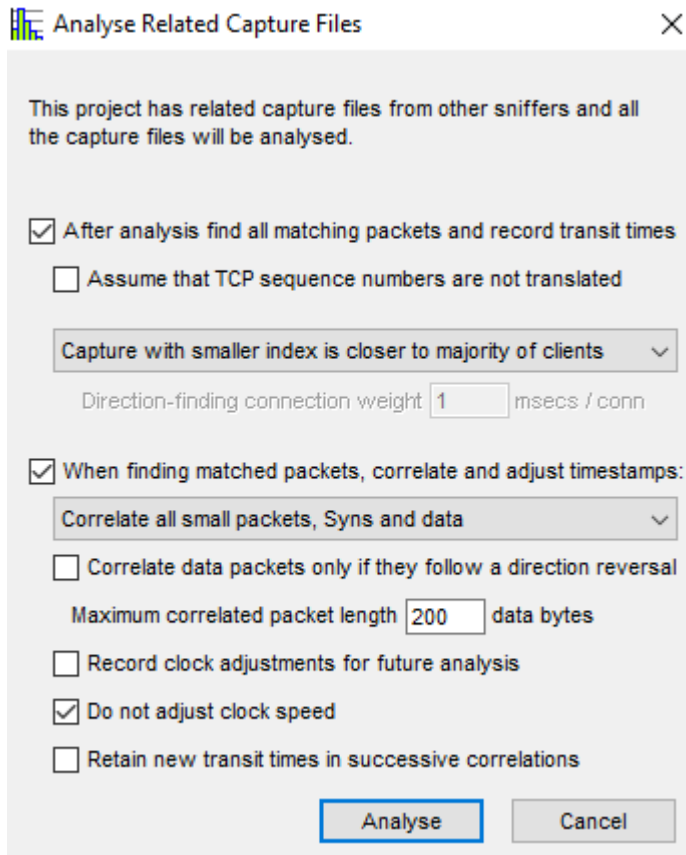 Analyse Related Capture Files
This project has related capture files from other sniffers and all
the capture files will be analysed.
After analysis find all matching packets and record transit times
Assume that TCP sequence numbers are not translated
Capture with smaller index is closer to majority of clients
Direction-finding connection weight 1 msecs / conn
When finding matched packets, correlate and adjust timestamps:
Correlate all small packets, Syns and data
Correlate data packets only if they follow a direction reversal
Maximum correlated packet length 200 data bytes
Record clock adjustments for future analysis
Do not adjust clock speed
Retain new transit times in successive correlations
Analyse Cancel